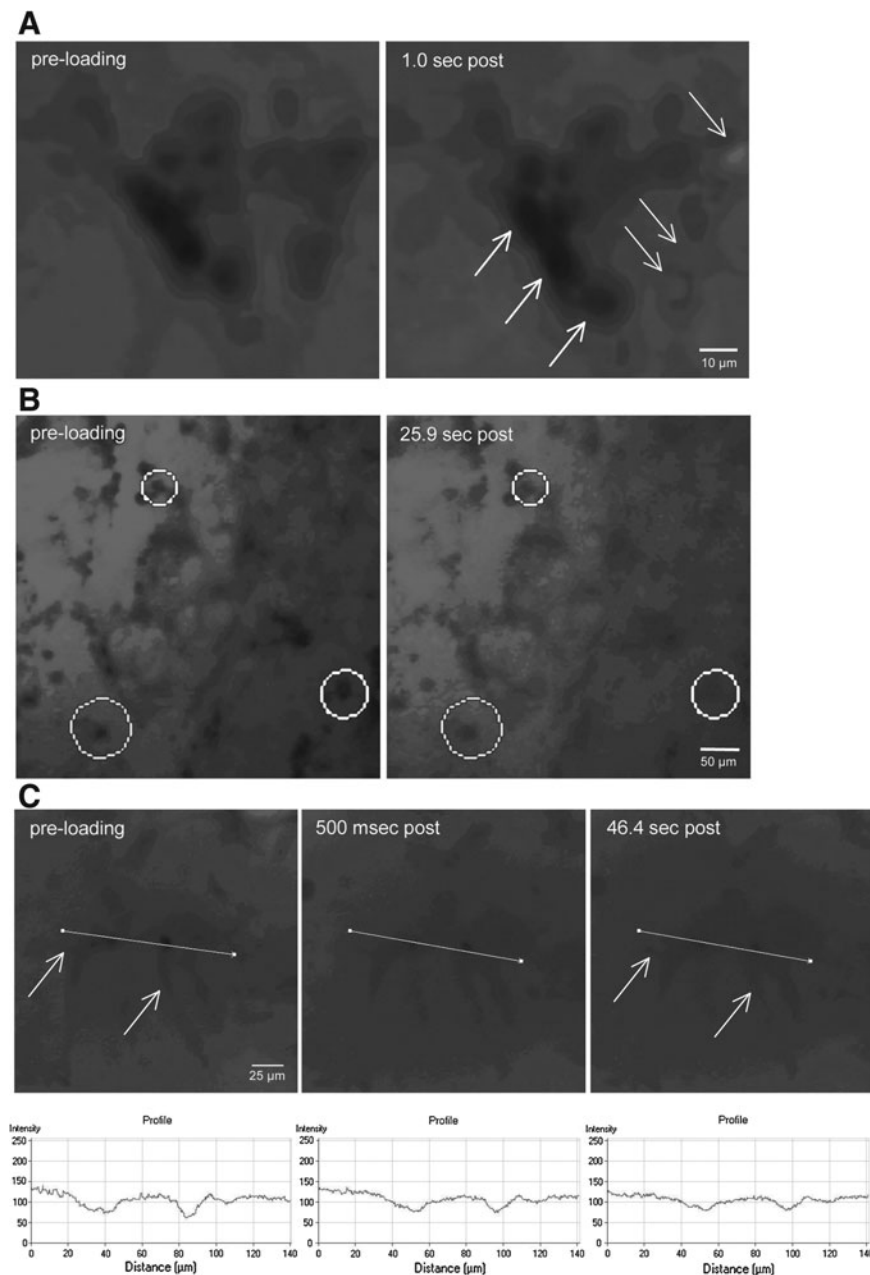 A
pre-loading
1.0 sec post
10 µm
B
pre-loading
25.9 sec post
50 µm
C
pre-loading
500 msec post
46.4 sec post
25 µm
Profile
Profile
Profile
Intensity
Intensity
Intensity
250
200
150
100
50
0
0 20 40 60 80 100 120 140
Distance [µm]
250
200
150
100
50
0
0 20 40 60 80 100 120 140
Distance [µm]
250
200
150
100
50
0
0 20 40 60 80 100 120 140
Distance [µm]